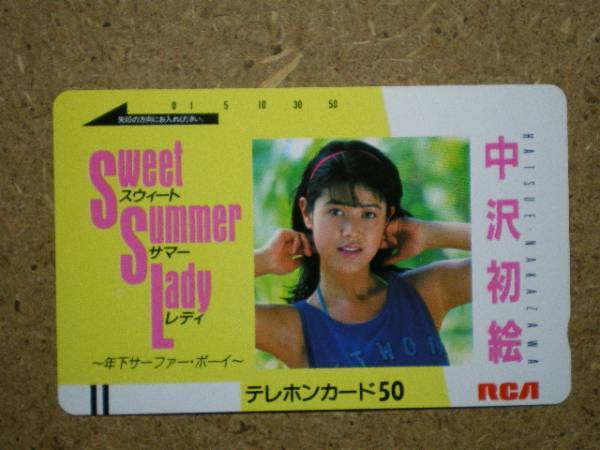 0 1 5 10 30 50
矢印の方向にお入れください。
Sweet
スウィート
Summer
サマー
Lady
レディ
～年下サーファー・ボーイ～
中沢初絵
HATSUE・NAKAZAWA
テレホンカード50
RCA